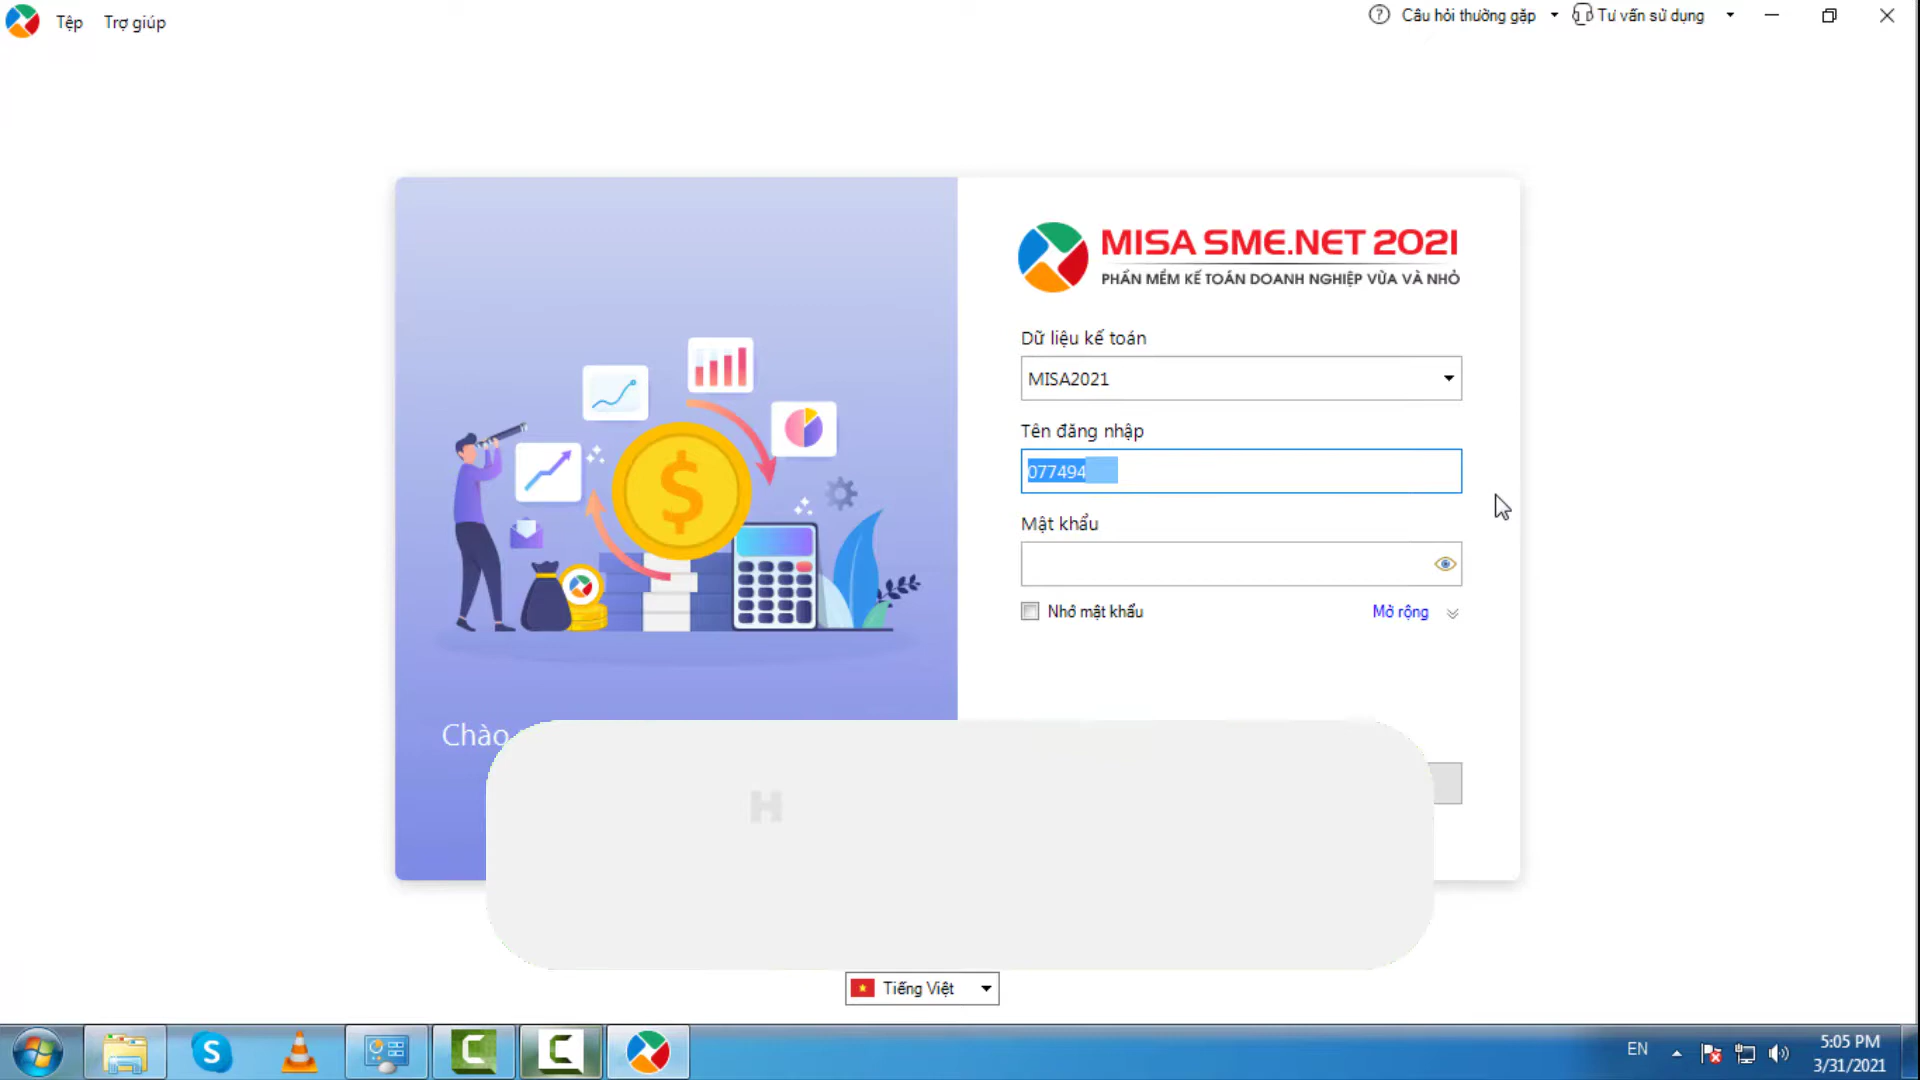 Tệp Trợ giúp
Câu hỏi thường gặp Tư vấn sử dụng
MISA SME.NET 2021
PHẦN MỀM KẾ TOÁN DOANH NGHIỆP VỪA VÀ NHỎ
Dữ liệu kế toán
MISA2021
Tên đăng nhập
077494
Mật khẩu
Nhớ mật khẩu Mở rộng
Chào
H
Tiếng Việt
EN
5:05 PM
3/31/2021